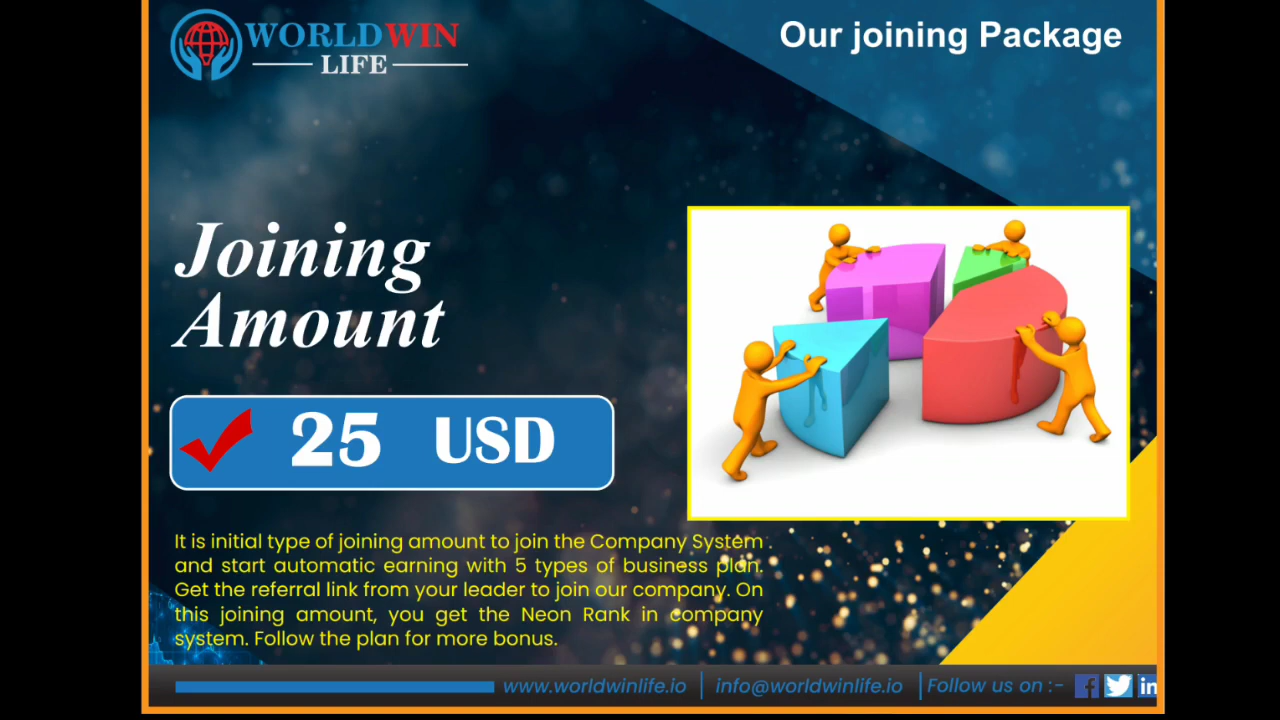 WORLDWIN
LIFE
Our joining Package
Joining
Amount
25 USD
It is initial type of joining amount to join the Company System
and start automatic earning with 5 types of business plan.
Get the referral link from your leader to join our company. On
this joining amount, you get the Neon Rank in company
system. Follow the plan for more bonus.
www.worldwinlife.io | info@worldwinlife.io | Follow us on :-